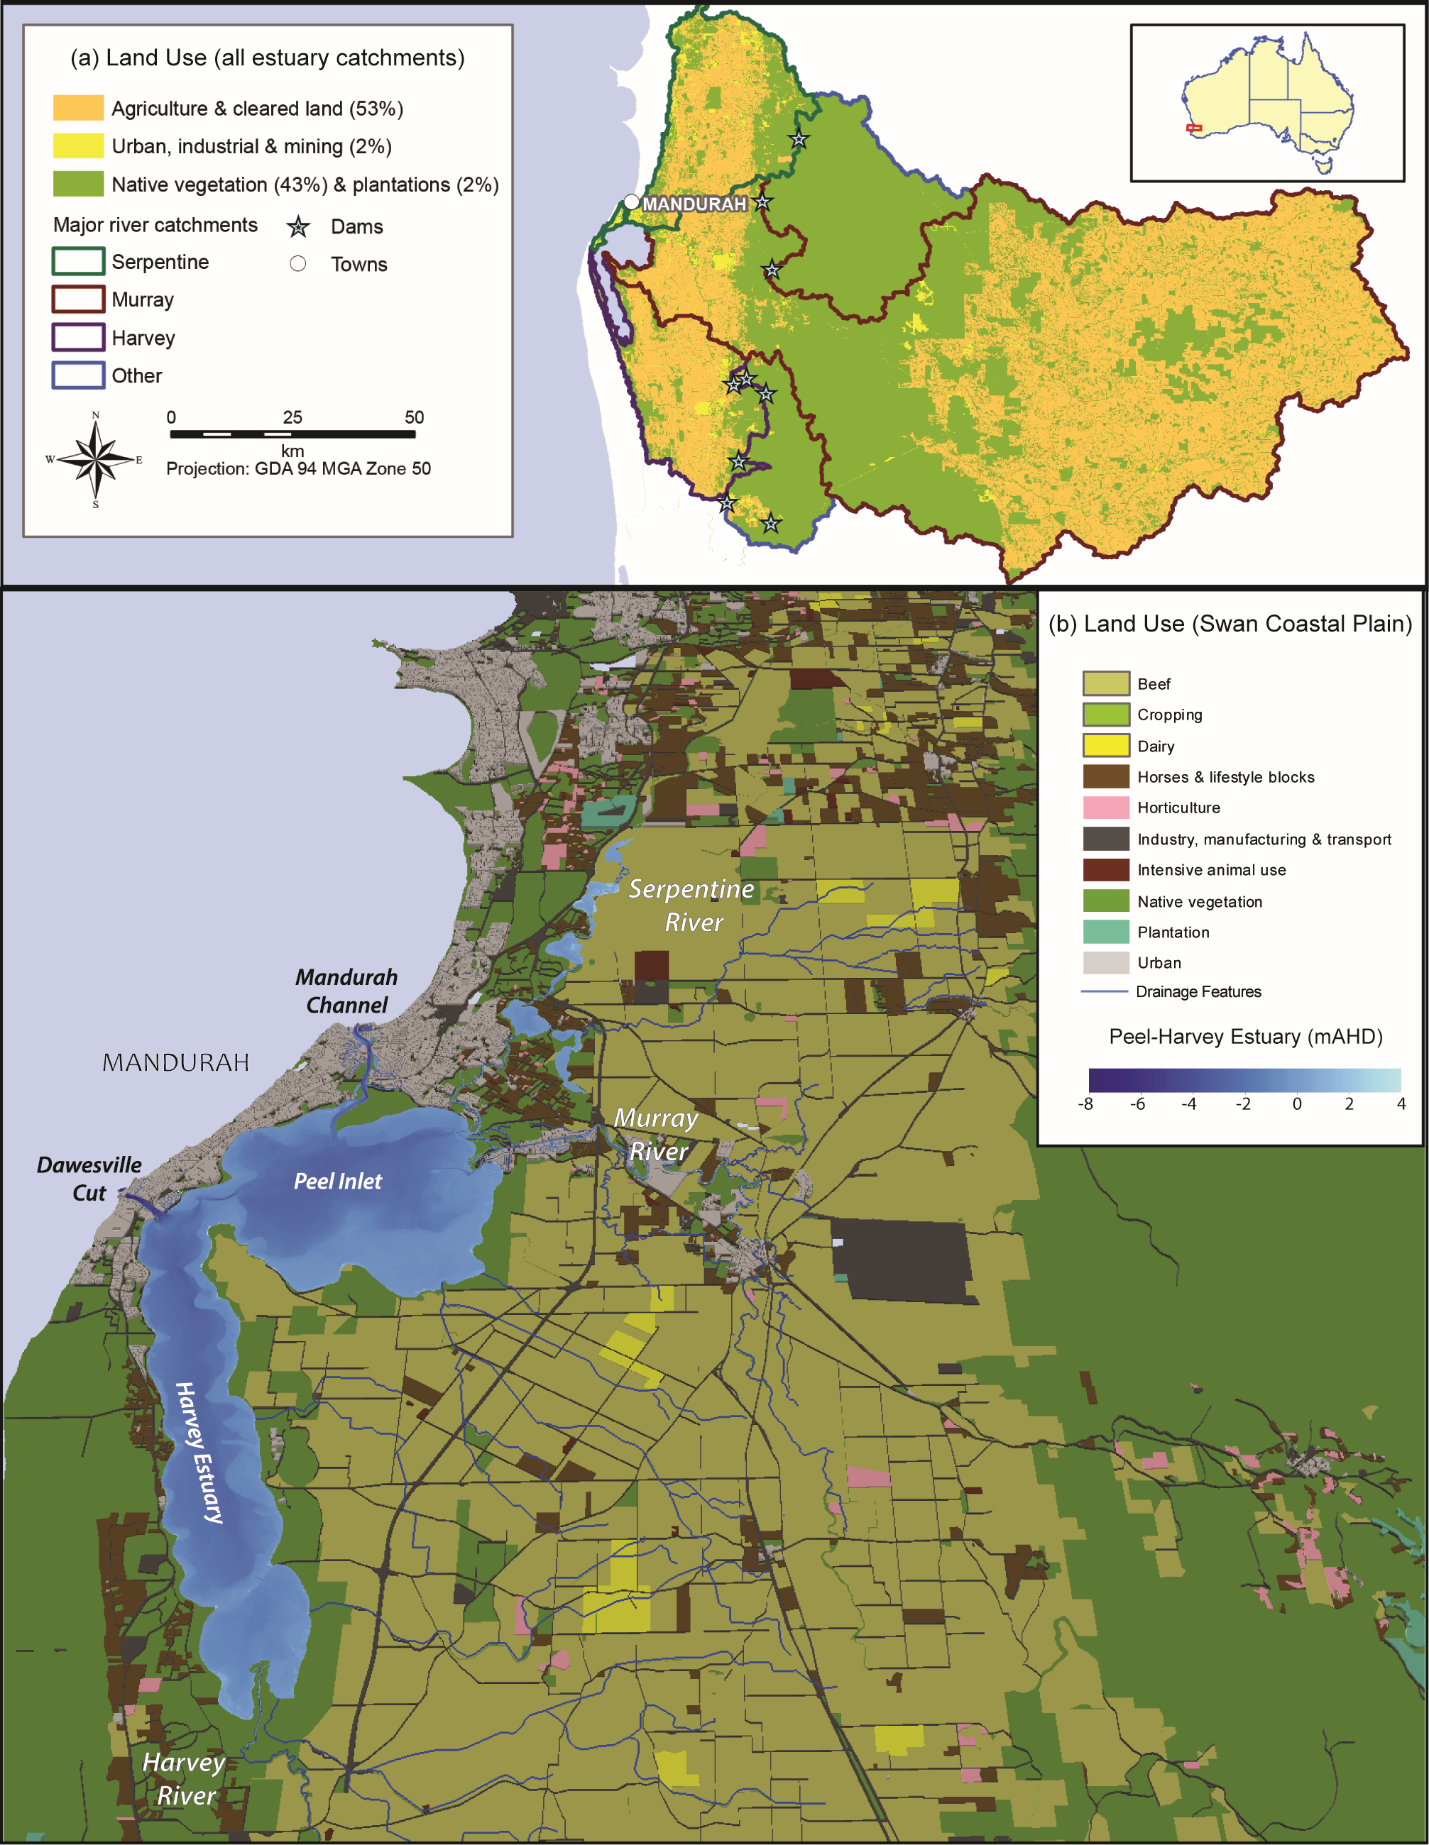 (a) Land Use (all estuary catchments)
Agriculture & cleared land (53%)
Urban, industrial & mining (2%)
Native vegetation (43%) & plantations (2%)
Major river catchments
Dams
Serpentine
Towns
Murray
Harvey
Other
N
W
E
S
0
25
50
km
Projection: GDA 94 MGA Zone 50
MANDURAH
(b) Land Use (Swan Coastal Plain)
Beef
Cropping
Dairy
Horses & lifestyle blocks
Horticulture
Industry, manufacturing & transport
Intensive animal use
Native vegetation
Plantation
Urban
Drainage Features
Peel-Harvey Estuary (mAHD)
-8
-6
-4
-2
0
2
4
Serpentine
River
Mandurah
Channel
MANDURAH
Murray
River
Dawesville
Cut
Peel Inlet
Harvey Estuary
Harvey
River